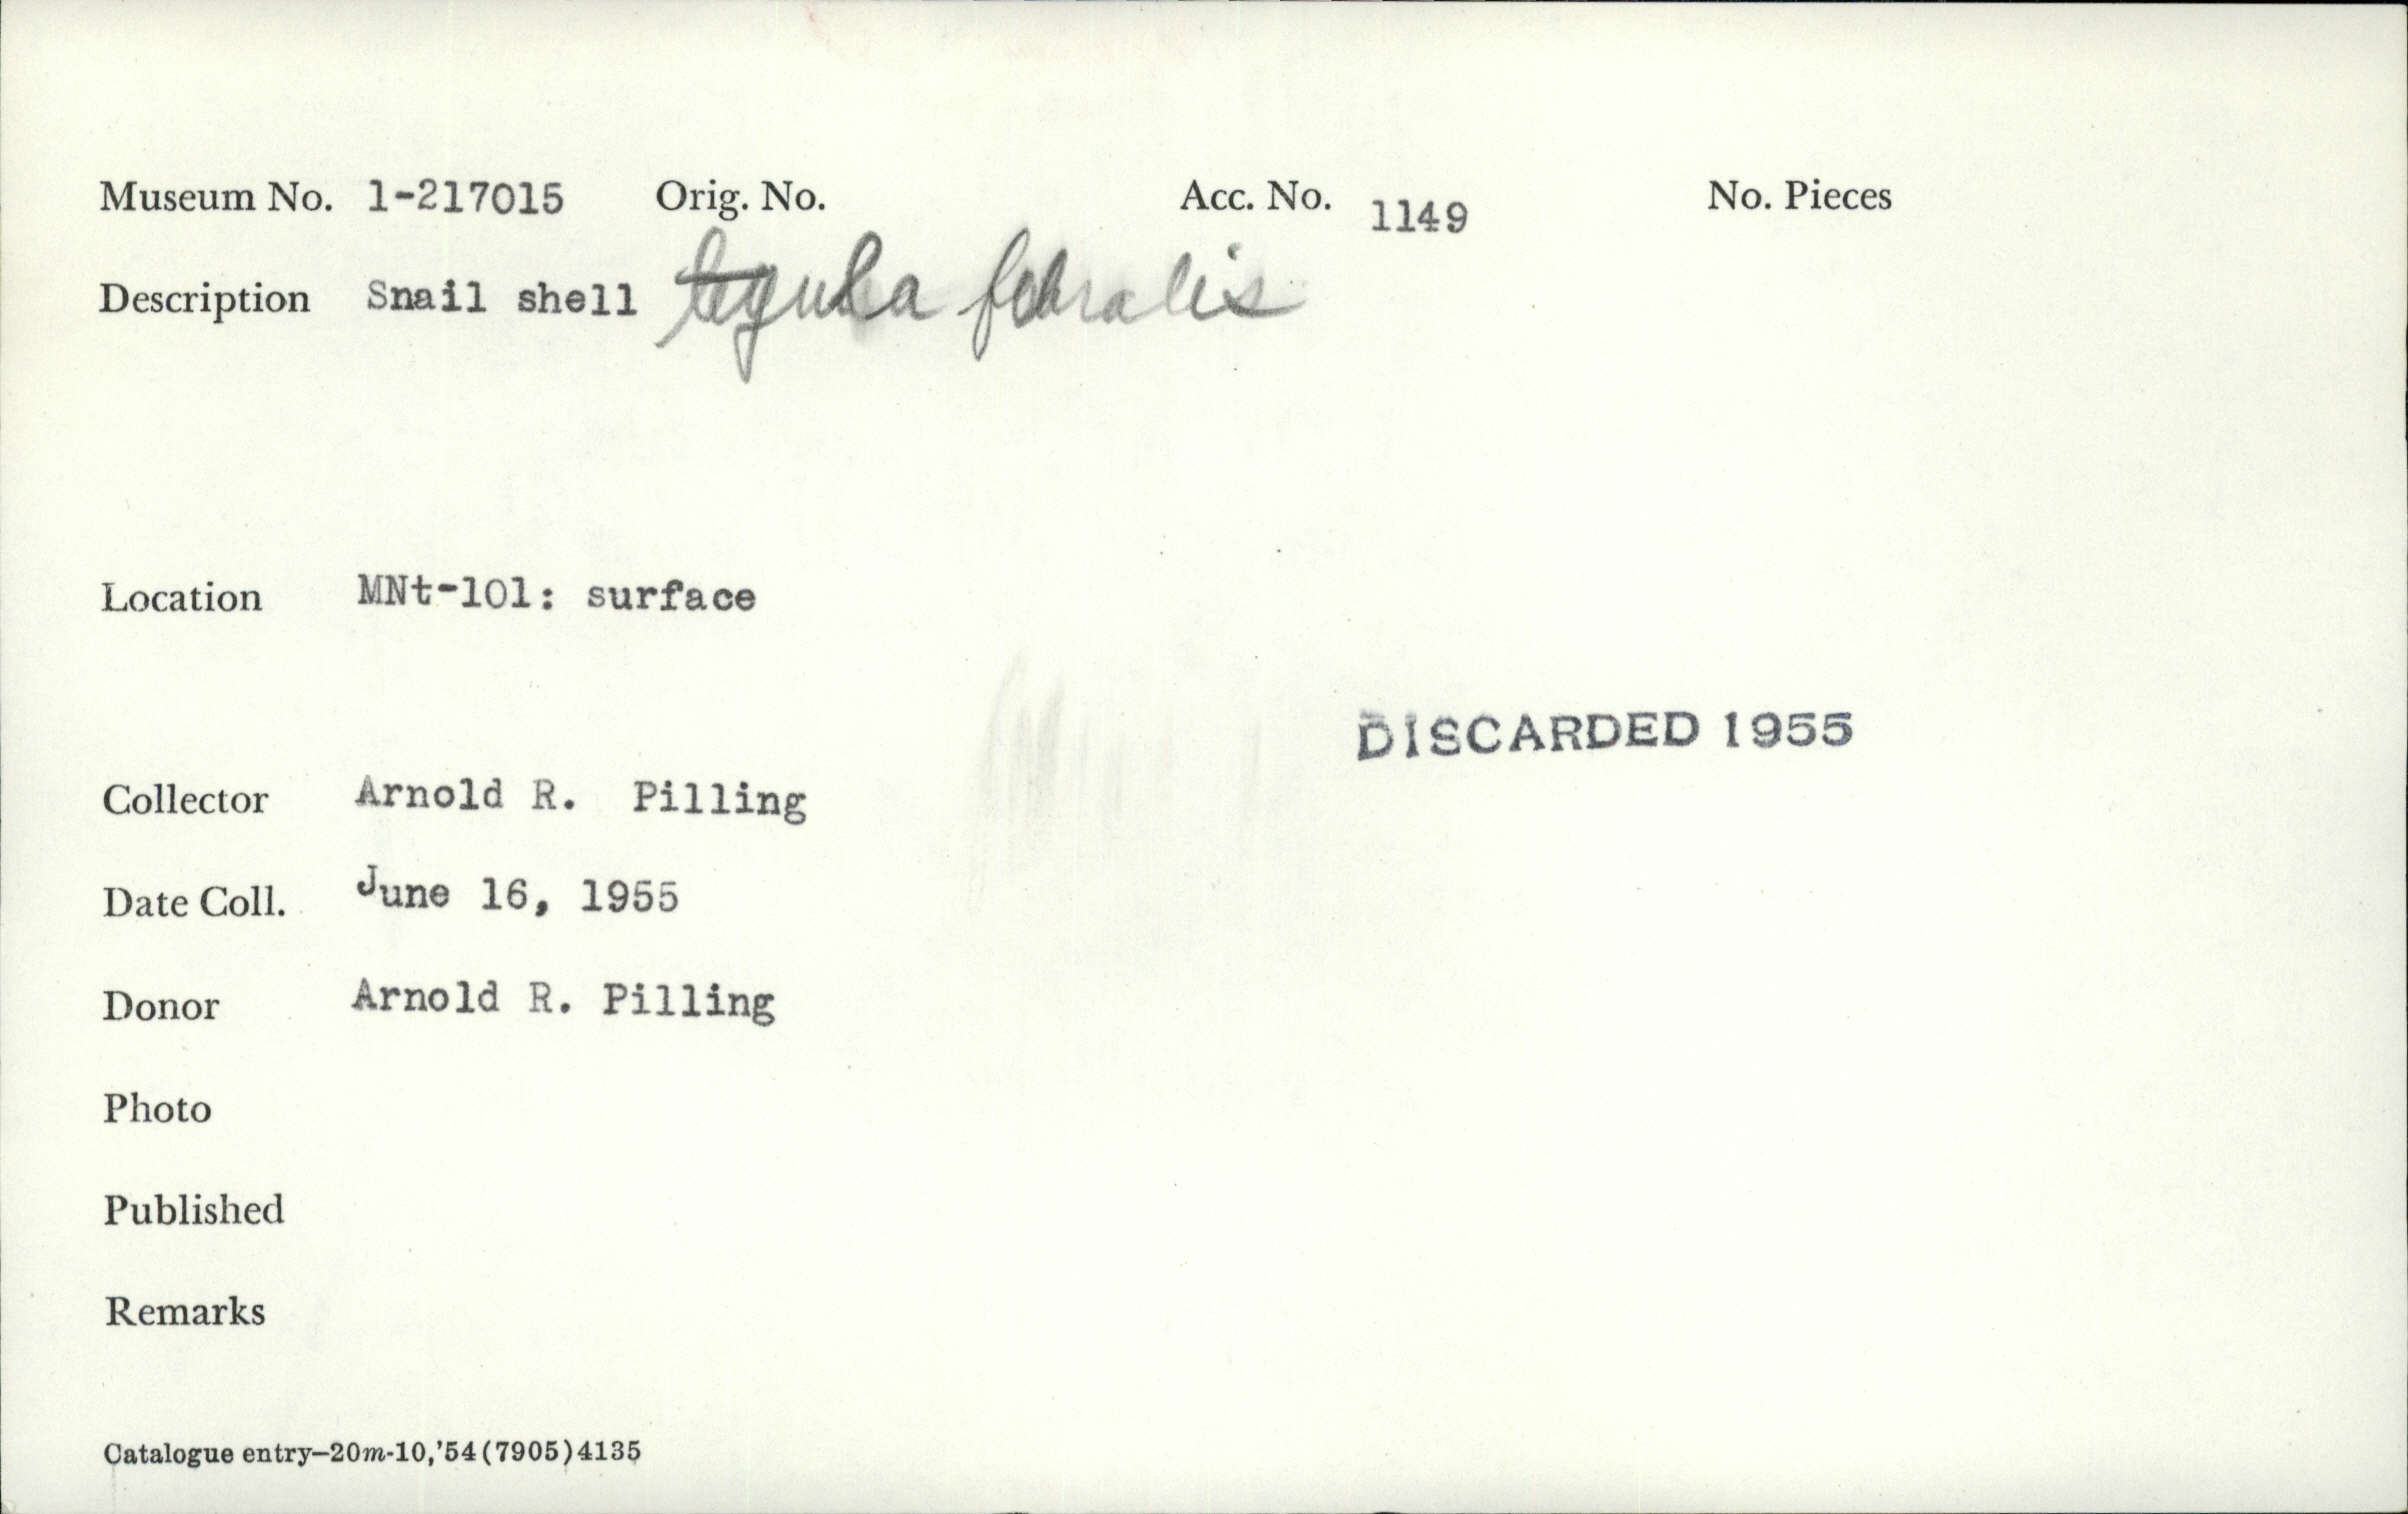 Museum No. 1-217015 Orig. No. Acc. No. 1149 No. Pieces
Description Snail shell tegula
Location MNt-101: surface
DISCARDED 1955
Collector Arnold R. Pilling
Date Coll. June 16, 1955
Donor Arnold R. Pilling
Photo
Published
Remarks
Catalogue entry—20m-10,'54(7905)4135